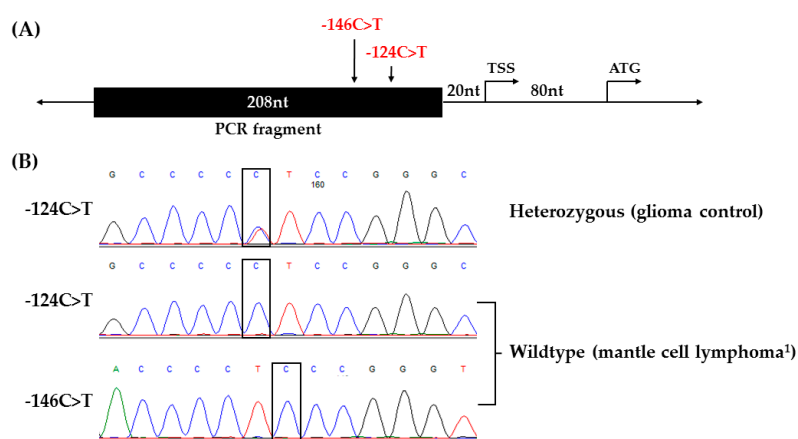 (A)
-146C>T
-124C>T
TSS
ATG
20nt
80nt
208nt
PCR fragment
(B)
G C C C C C T C C G G G C
160
-124C>T
Heterozygous (glioma control)
G C C C C C T C C G G G C
-124C>T
Wildtype (mantle cell lymphoma¹)
A C C C C T C C C G G G T
-146C>T